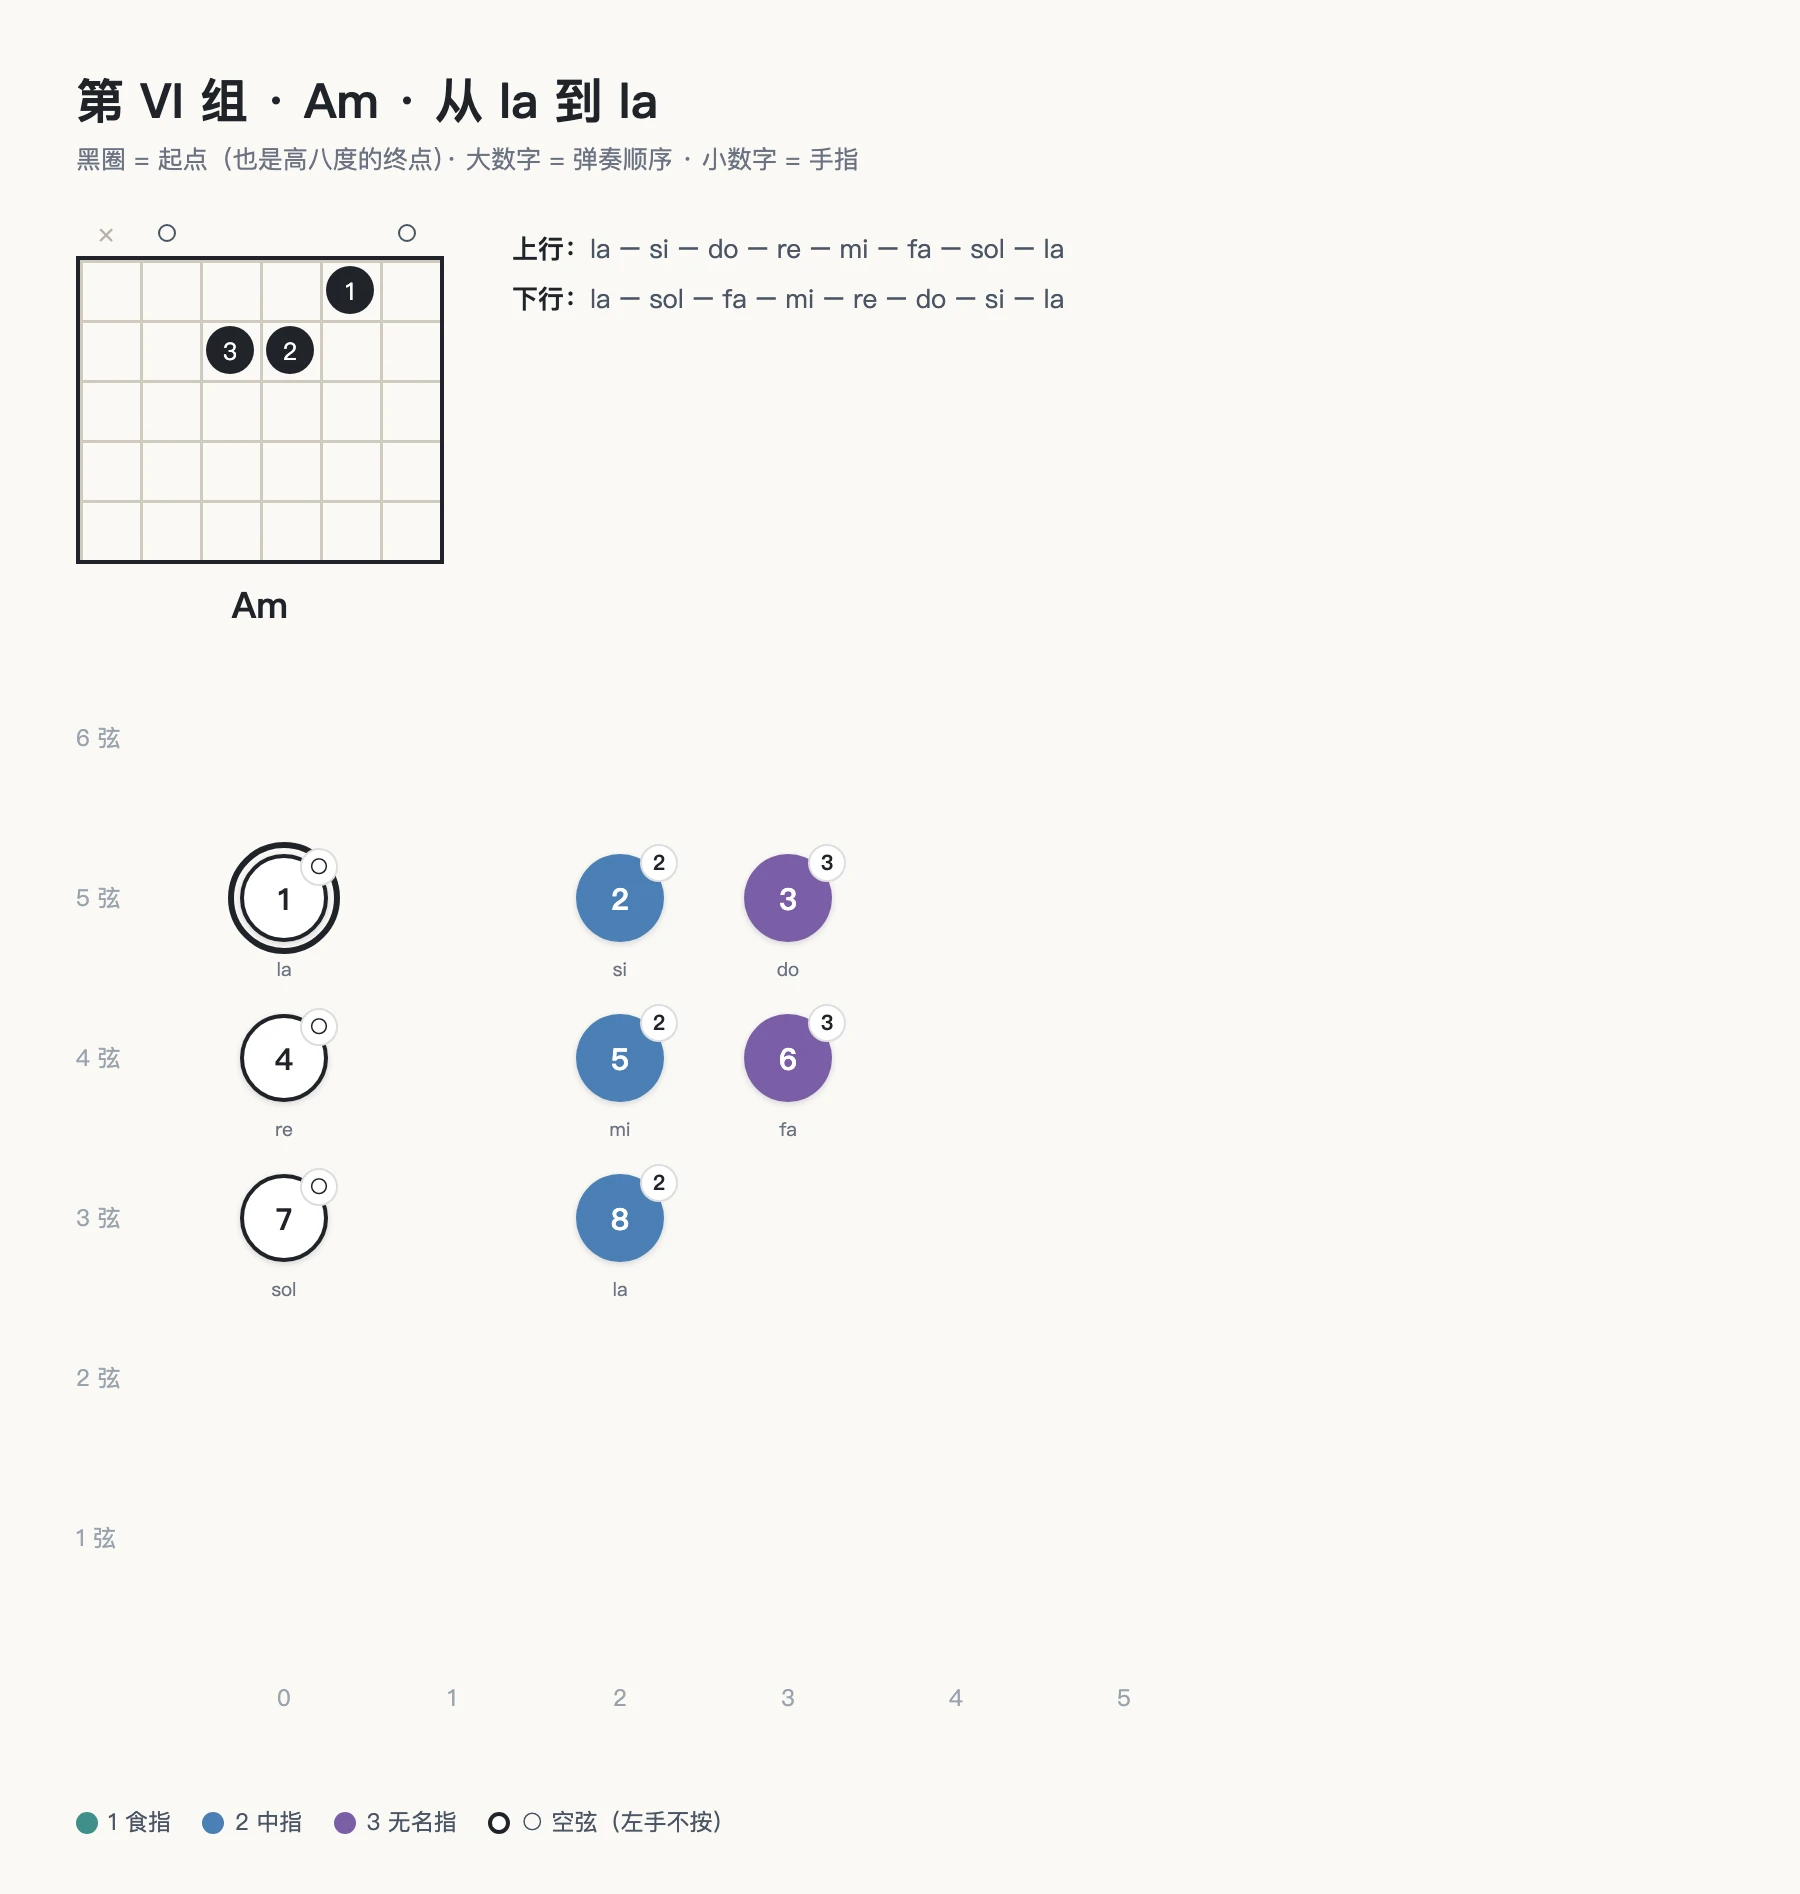 第 VI 组 · Am · 从 la 到 la
黑圈 = 起点（也是高八度的终点）· 大数字 = 弹奏顺序 · 小数字 = 手指
×
上行：la — si — do — re — mi — fa — sol — la
下行：la — sol — fa — mi — re — do — si — la
1
3 2
Am
6 弦
5 弦 1 2 2 3 3
la si do
4 弦 4 5 2 6 3
re mi fa
3 弦 7 8 2
sol la
2 弦
1 弦
0 1 2 3 4 5
1 食指 2 中指 3 无名指 ○ 空弦（左手不按）